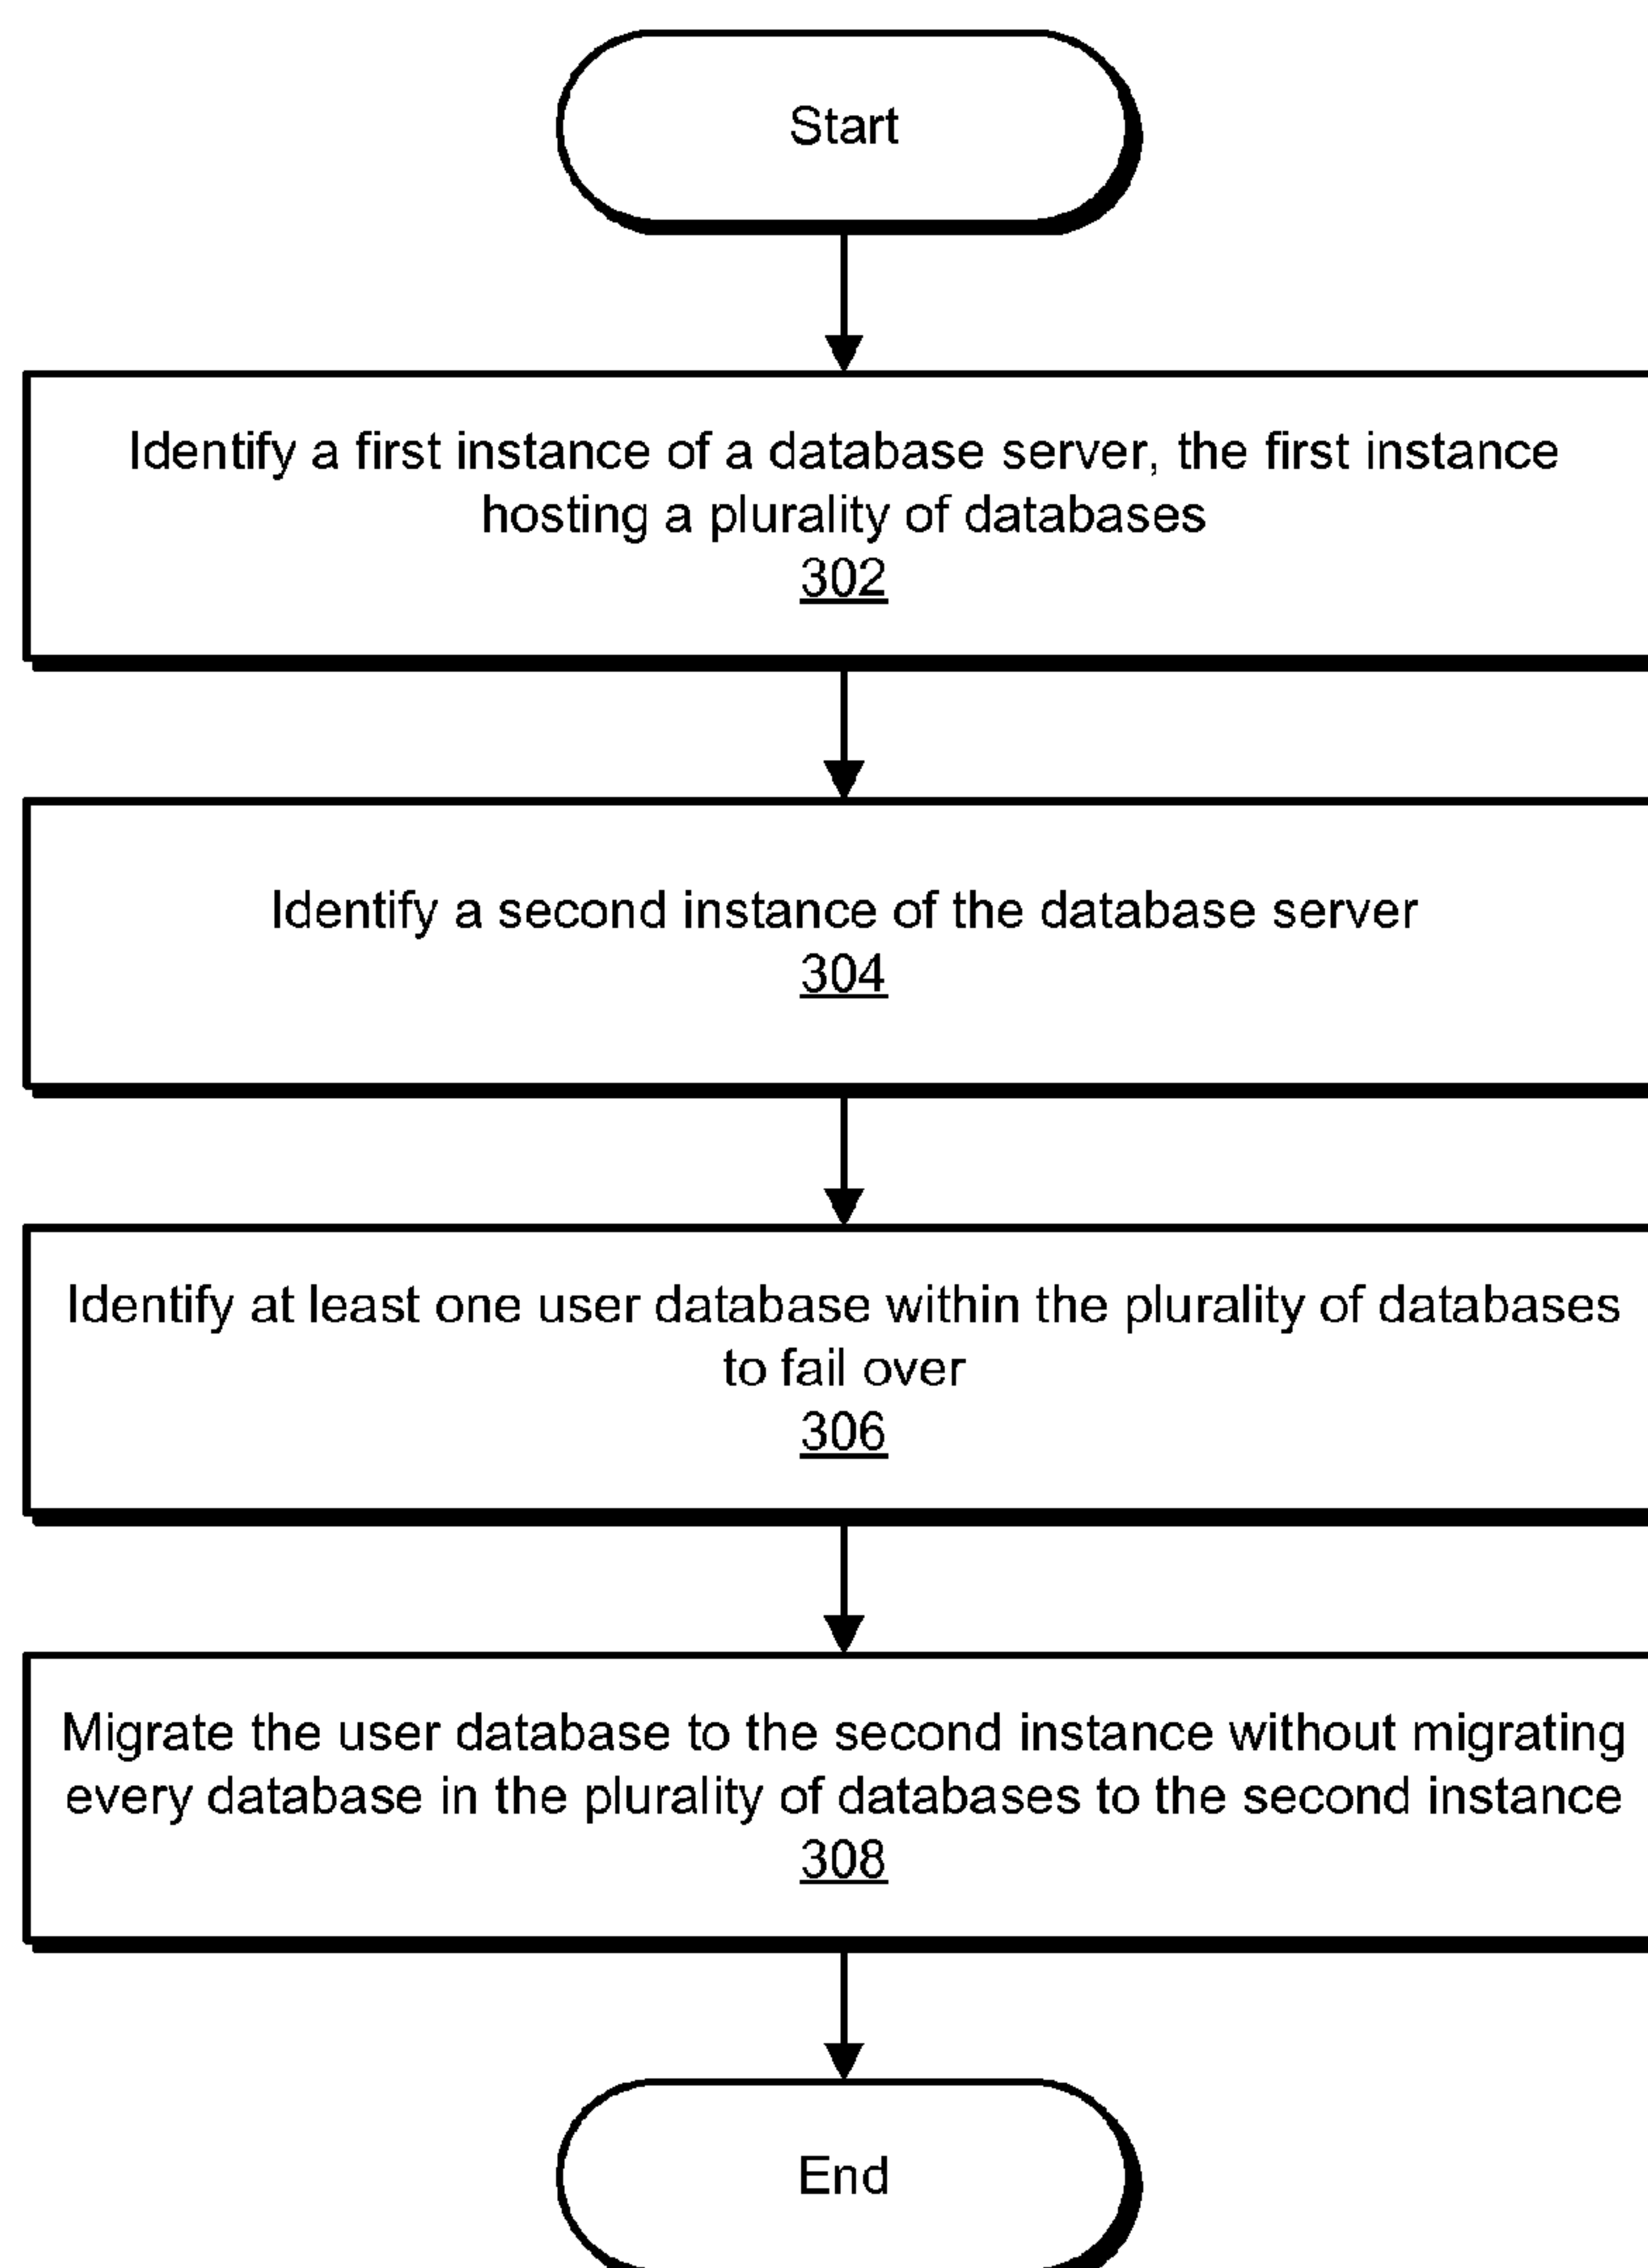 Start
Identify a first instance of a database server, the first instance
hosting a plurality of databases
302
Identify a second instance of the database server
304
Identify at least one user database within the plurality of databases
to fail over
306
Migrate the user database to the second instance without migrating
every database in the plurality of databases to the second instance
308
End